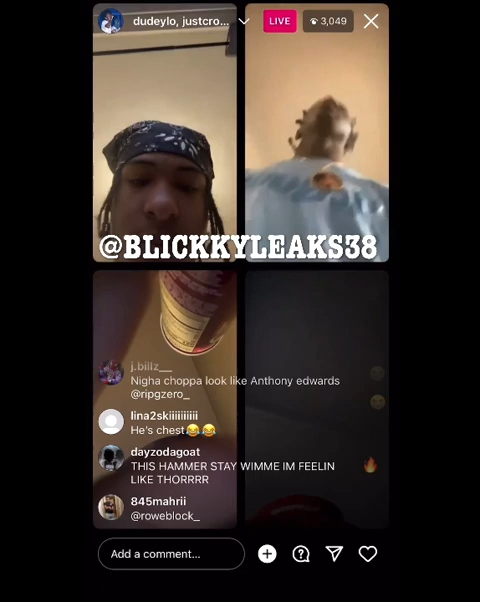 dudeylo, justcro...
LIVE
3,049
@BLICKKYLEAKS38
j.billz__
Nigha choppa look like Anthony edwards
@ripgzero_
lina2skiiiiiiiiii
He's chest😂😂
dayzodagoat
THIS HAMMER STAY WIMME IM FEELIN
LIKE THORRRR
845mahrii
@roweblock_
Add a comment...